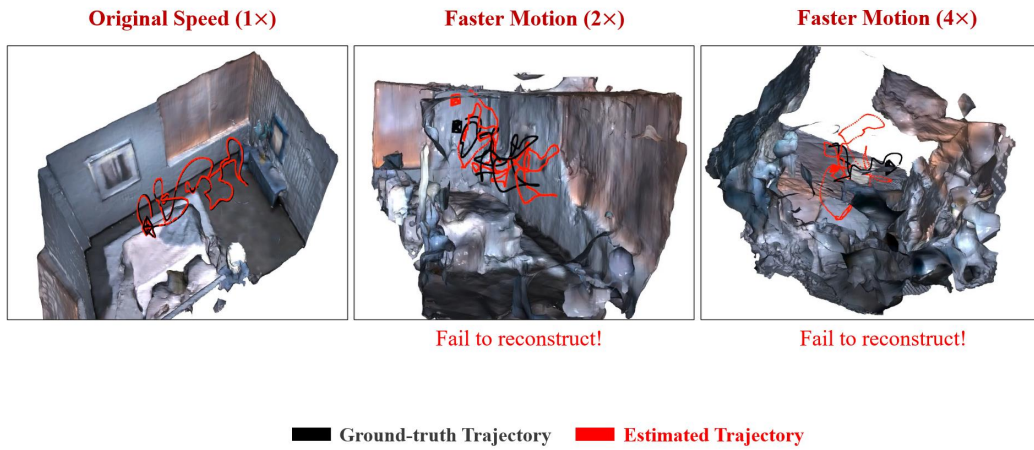 Original Speed (1×)
Faster Motion (2×)
Faster Motion (4×)
Fail to reconstruct!
Fail to reconstruct!
Ground-truth Trajectory
Estimated Trajectory